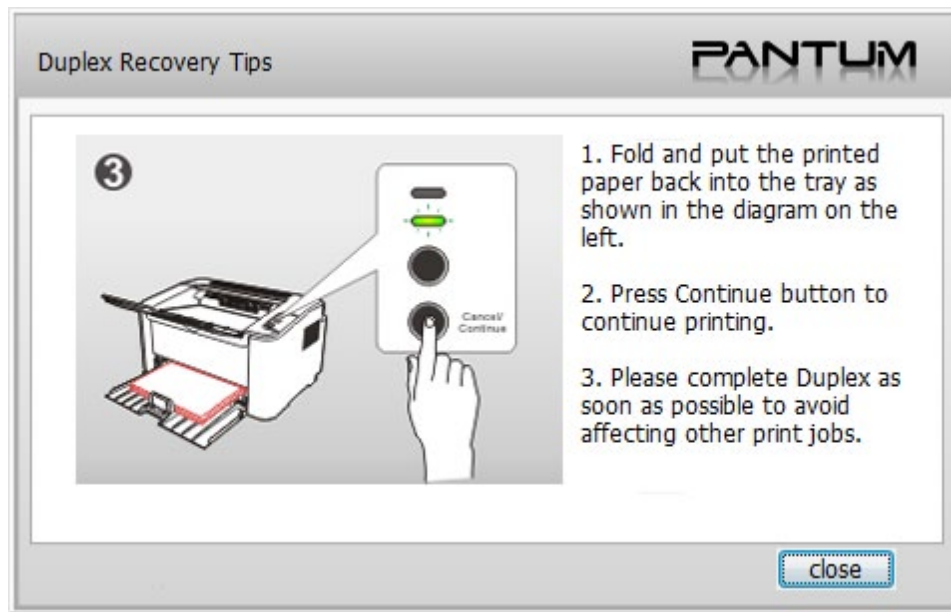 Duplex Recovery Tips
PANTUM
3
Cancel/
Continue
1. Fold and put the printed
paper back into the tray as
shown in the diagram on the
left.
2. Press Continue button to
continue printing.
3. Please complete Duplex as
soon as possible to avoid
affecting other print jobs.
close